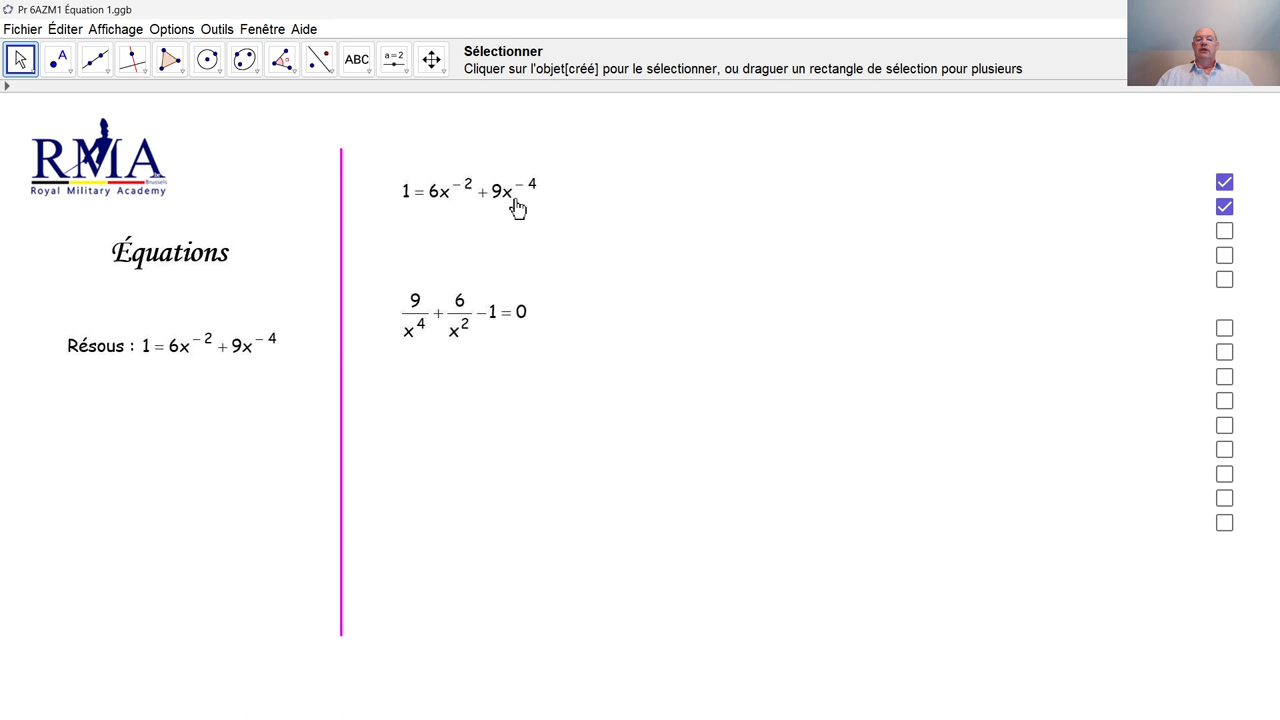 Pr 6AZM1 Équation 1.ggb
Fichier Éditer Affichage Options Outils Fenêtre Aide
A ABC a=2
Sélectionner
Cliquer sur l'objet[créé] pour le sélectionner, ou draguer un rectangle de sélection pour plusieurs
RMA
Brussels
Royal Military Academy
Équations
Résous : 1 = 6x⁻² + 9x⁻⁴
1 = 6x⁻² + 9x⁻⁴
9/x⁴ + 6/x² − 1 = 0